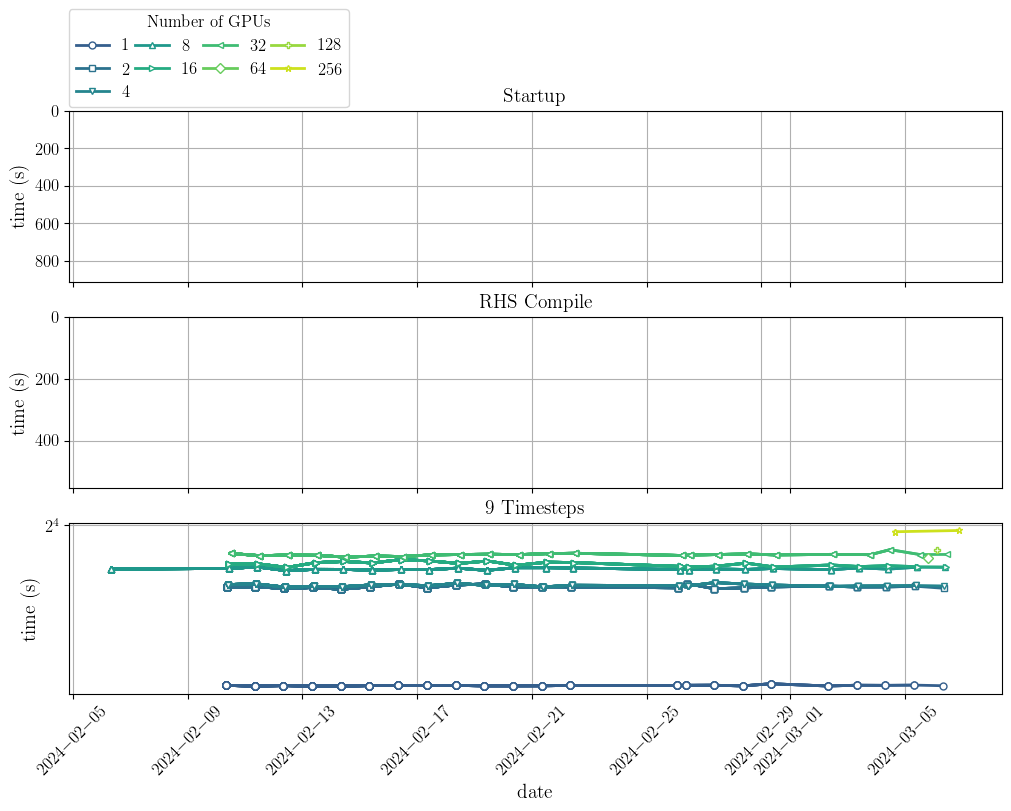 Number of GPUs
1 8 32 128
2 16 64 256
4
Startup
0
200
400
600
800
time (s)
RHS Compile
0
200
400
time (s)
9 Timesteps
2⁴
time (s)
2024−02−05 2024−02−09 2024−02−13 2024−02−17 2024−02−21 2024−02−25 2024−02−29 2024−03−01 2024−03−05
date